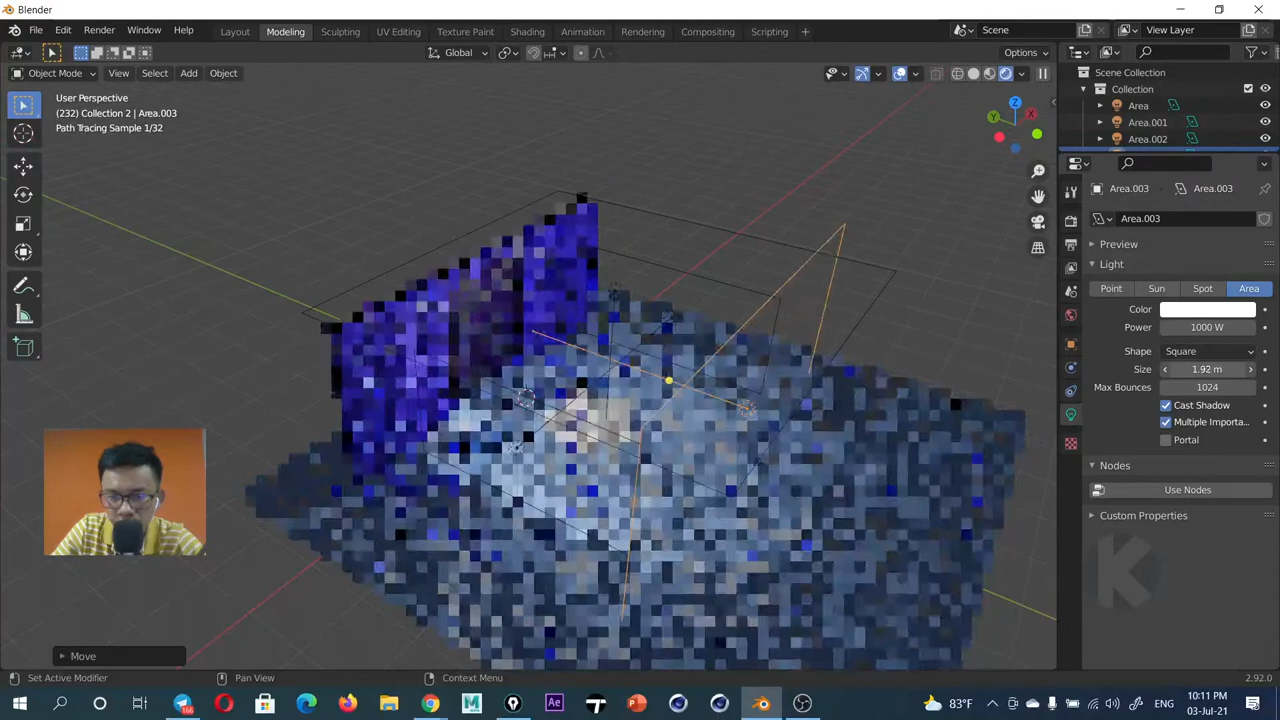 Blender
File Edit Render Window Help
Layout Modeling Sculpting UV Editing Texture Paint Shading Animation Rendering Compositing Scripting
Scene
View Layer
Global
Options
Object Mode View Select Add Object
User Perspective
(232) Collection 2 | Area.003
Path Tracing Sample 1/32
Z
X
Y
Scene Collection
Collection
Area
Area.001
Area.002
Area.003 Area.003
Area.003
Preview
Light
Point Sun Spot Area
Color
Power 1000 W
Shape Square
Size 1.92 m
Max Bounces 1024
Cast Shadow
Multiple Importa...
Portal
Nodes
Use Nodes
Custom Properties
K
Move
Set Active Modifier Pan View Context Menu 2.92.0
83°F
ENG
10:11 PM
03-Jul-21